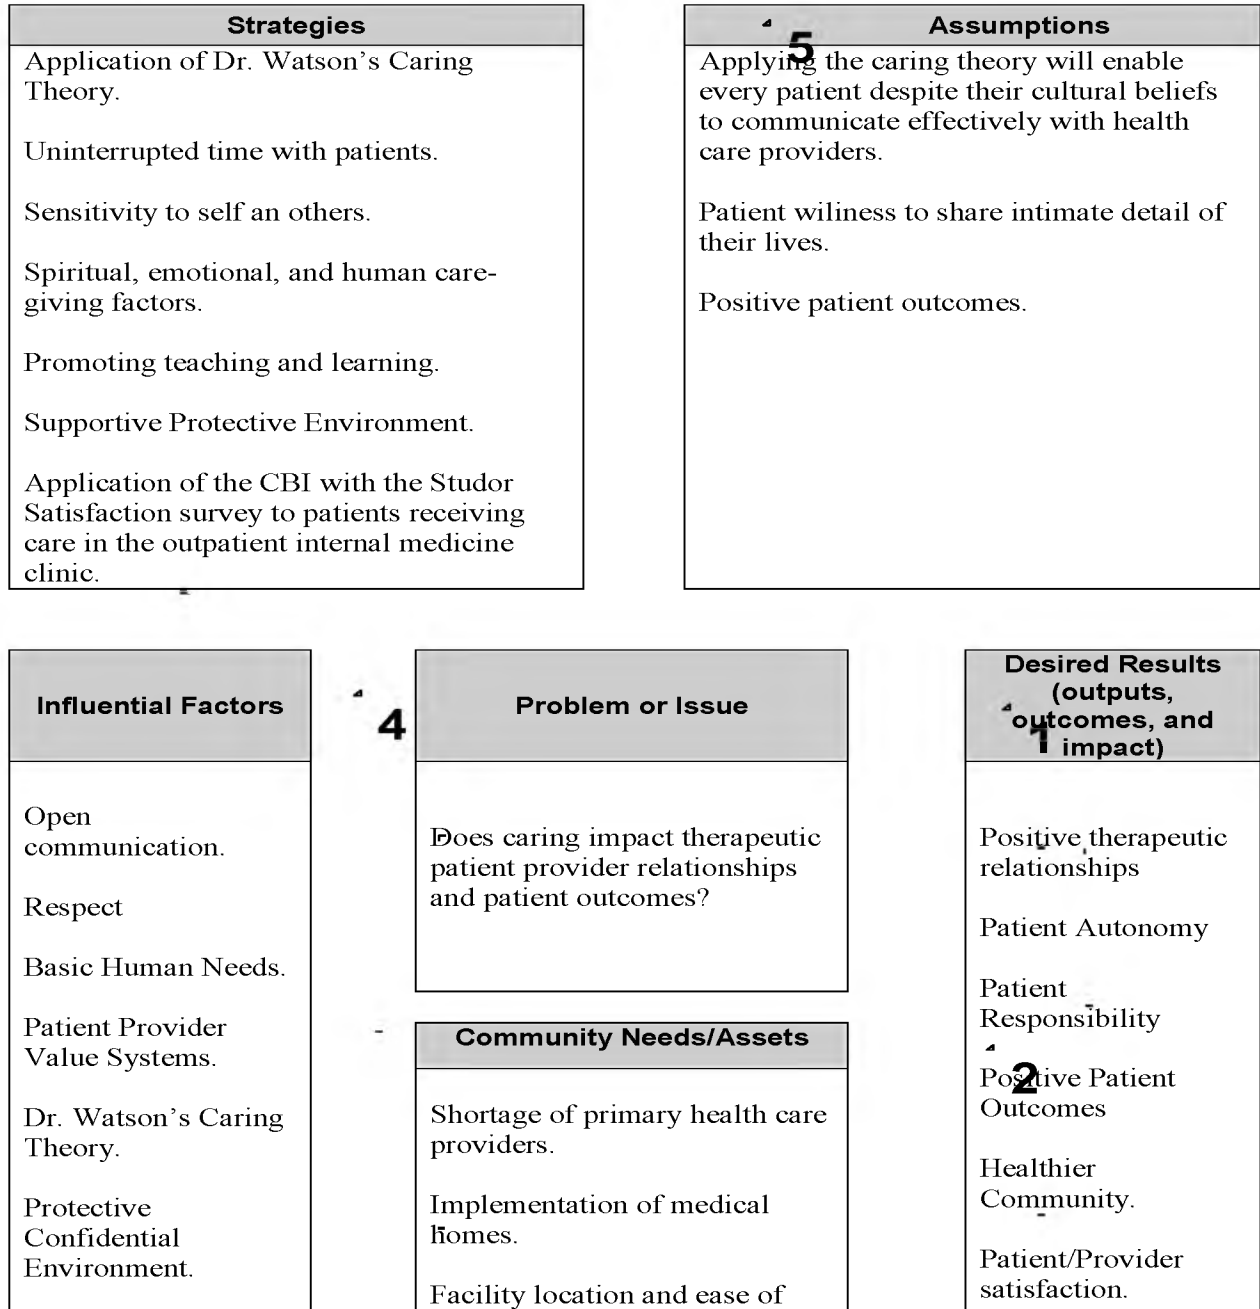 Strategies
Application of Dr. Watson's Caring
Theory.
Uninterrupted time with patients.
Sensitivity to self an others.
Spiritual, emotional, and human care-
giving factors.
Promoting teaching and learning.
Supportive Protective Environment.
Application of the CBI with the Studor
Satisfaction survey to patients receiving
care in the outpatient internal medicine
clinic.
5
Assumptions
Applying the caring theory will enable
every patient despite their cultural beliefs
to communicate effectively with health
care providers.
Patient wiliness to share intimate detail of
their lives.
Positive patient outcomes.
Influential Factors
Open
communication.
Respect
Basic Human Needs.
Patient Provider
Value Systems.
Dr. Watson's Caring
Theory.
Protective
Confidential
Environment.
4
Problem or Issue
Does caring impact therapeutic
patient provider relationships
and patient outcomes?
Community Needs/Assets
Shortage of primary health care
providers.
Implementation of medical
homes.
Facility location and ease of
Desired Results
(outputs,
outcomes, and
1
impact)
Positive therapeutic
relationships
Patient Autonomy
Patient
Responsibility
2
Positive Patient
Outcomes
Healthier
Community.
Patient/Provider
satisfaction.